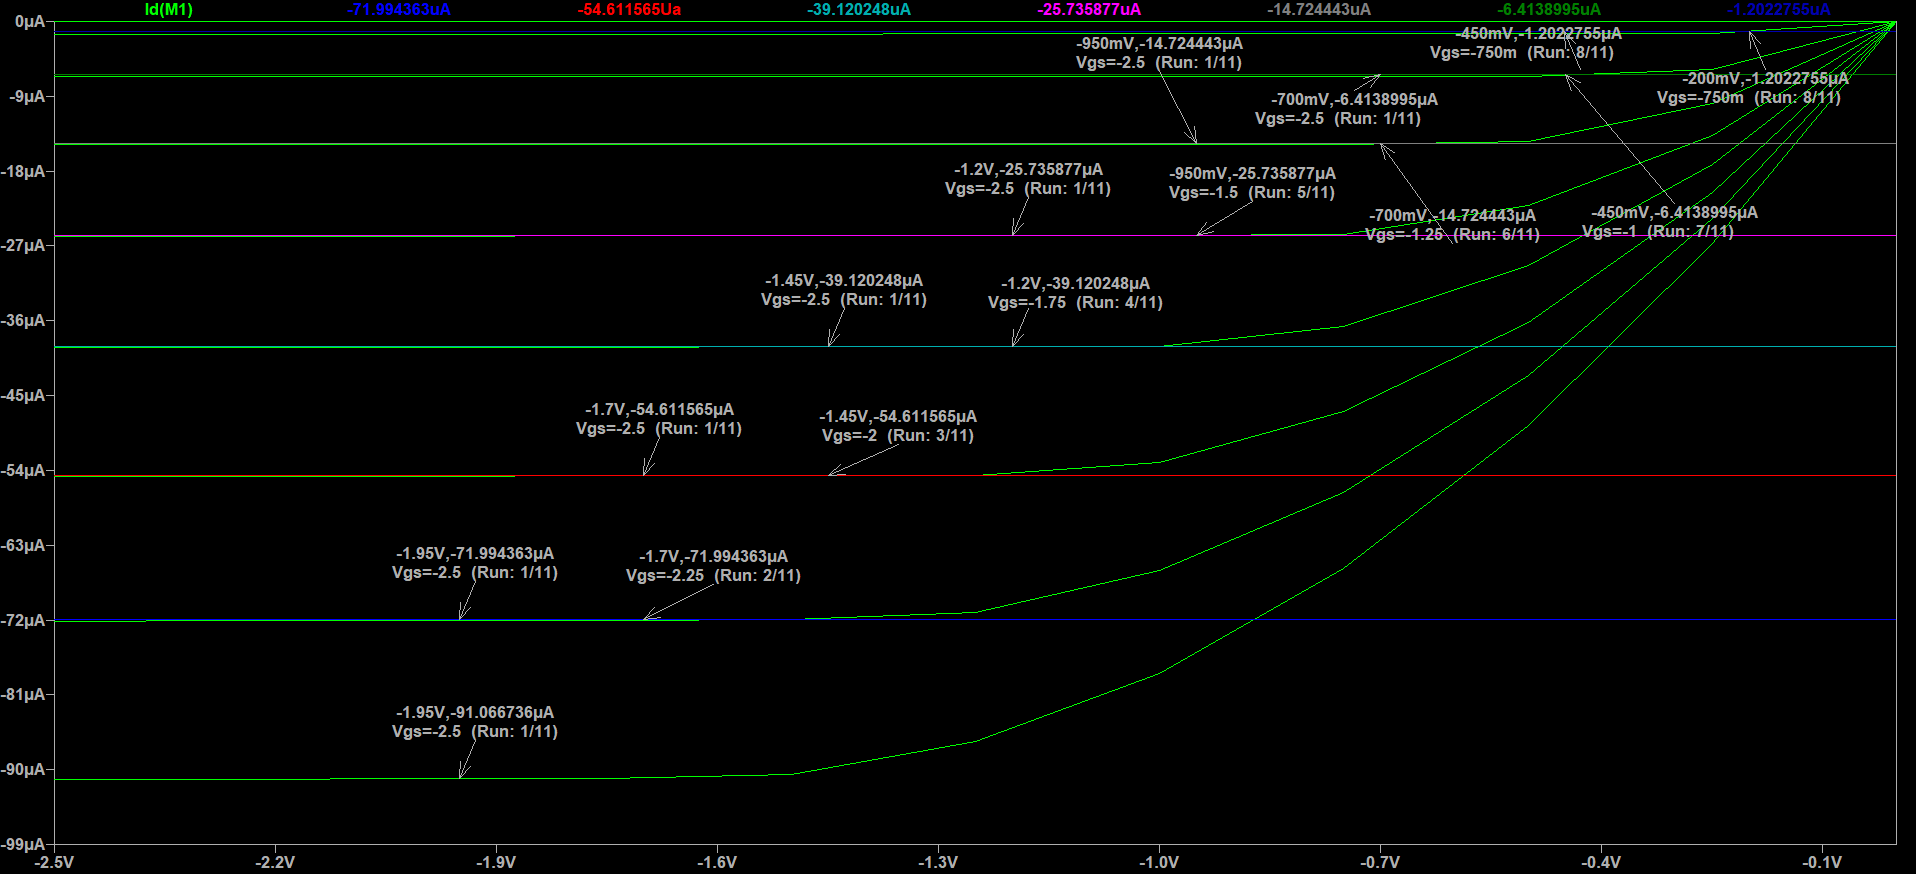 Id(M1) -71.994363uA -54.611565Ua -39.120248uA -25.735877uA -14.724443uA -6.4138995uA -1.2022755uA
0µA
-9µA
-18µA
-27µA
-36µA
-45µA
-54µA
-63µA
-72µA
-81µA
-90µA
-99µA
-950mV,-14.724443µA
Vgs=-2.5 (Run: 1/11)
-450mV,-1.2022755µA
Vgs=-750m (Run: 8/11)
-200mV,-1.2022755µA
Vgs=-750m (Run: 8/11)
-700mV,-6.4138995µA
Vgs=-2.5 (Run: 1/11)
-1.2V,-25.735877µA
Vgs=-2.5 (Run: 1/11)
-950mV,-25.735877µA
Vgs=-1.5 (Run: 5/11)
-700mV,-14.724443µA
Vgs=-1.25 (Run: 6/11)
-450mV,-6.4138995µA
Vgs=-1 (Run: 7/11)
-1.45V,-39.120248µA
Vgs=-2.5 (Run: 1/11)
-1.2V,-39.120248µA
Vgs=-1.75 (Run: 4/11)
-1.7V,-54.611565µA
Vgs=-2.5 (Run: 1/11)
-1.45V,-54.611565µA
Vgs=-2 (Run: 3/11)
-1.95V,-71.994363µA
Vgs=-2.5 (Run: 1/11)
-1.7V,-71.994363µA
Vgs=-2.25 (Run: 2/11)
-1.95V,-91.066736µA
Vgs=-2.5 (Run: 1/11)
-2.5V -2.2V -1.9V -1.6V -1.3V -1.0V -0.7V -0.4V -0.1V